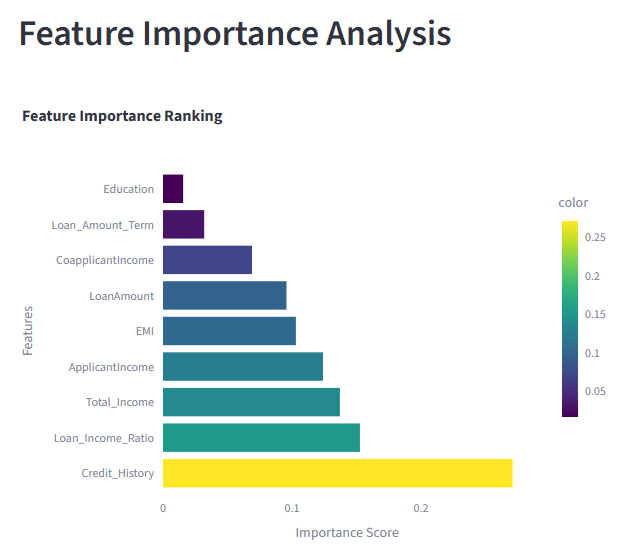 Feature Importance Analysis
Feature Importance Ranking
Education
Loan_Amount_Term
CoapplicantIncome
LoanAmount
EMI
ApplicantIncome
Total_Income
Loan_Income_Ratio
Credit_History
Features
0
0.1
0.2
Importance Score
color
0.25
0.2
0.15
0.1
0.05